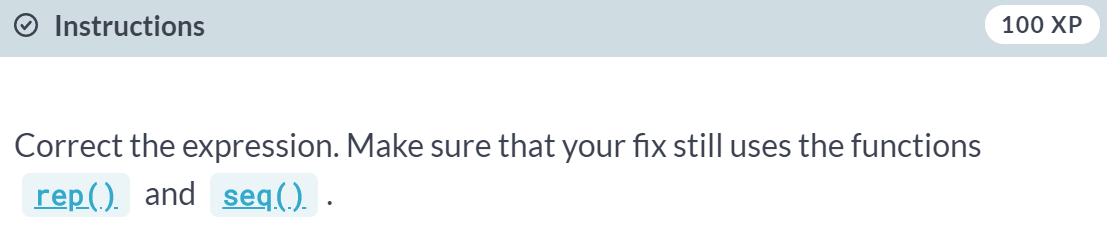 Instructions 100 XP
Correct the expression. Make sure that your fix still uses the functions
rep() and seq() .